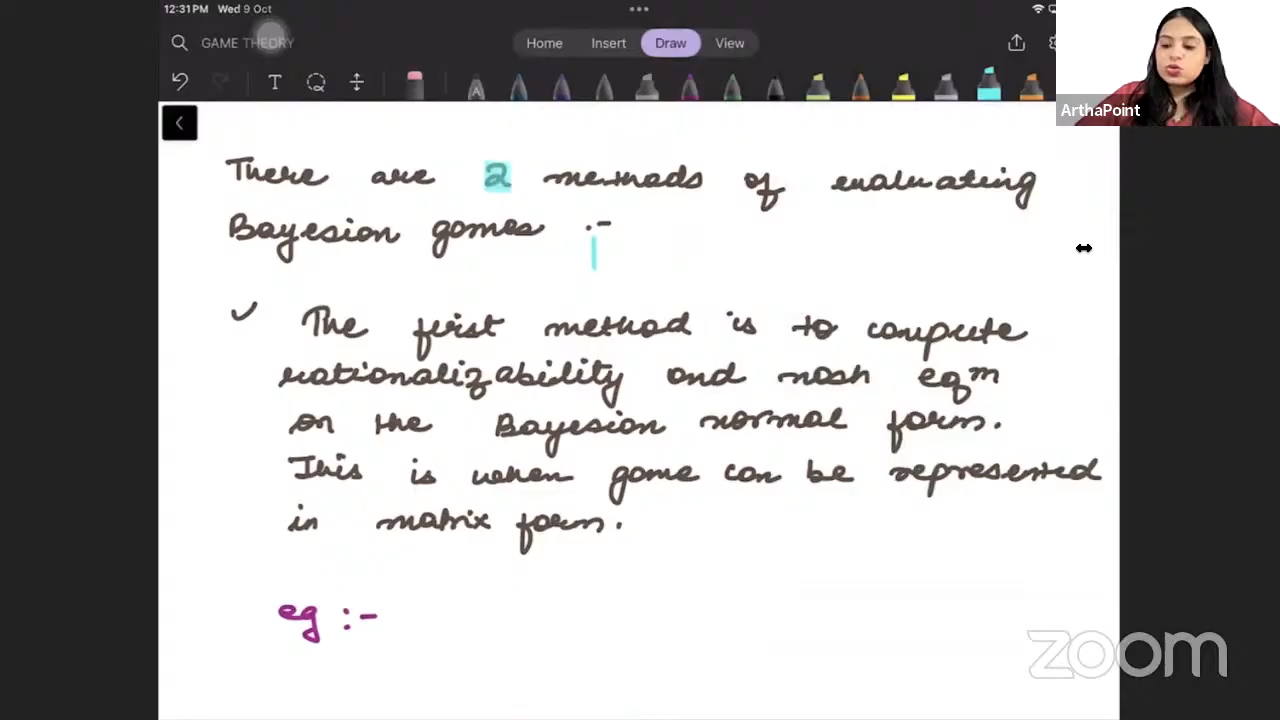 12:31 PM Wed 9 Oct
GAME THEORY
Home Insert Draw View
T
A
ArthaPoint
There are 2 methods of evaluating
Bayesion games :-
✓ The first method is to compute
rationalizability and nash eqm
on the Bayesion normal form.
This is when game can be represented
in matrix form.
eg :-
zoom